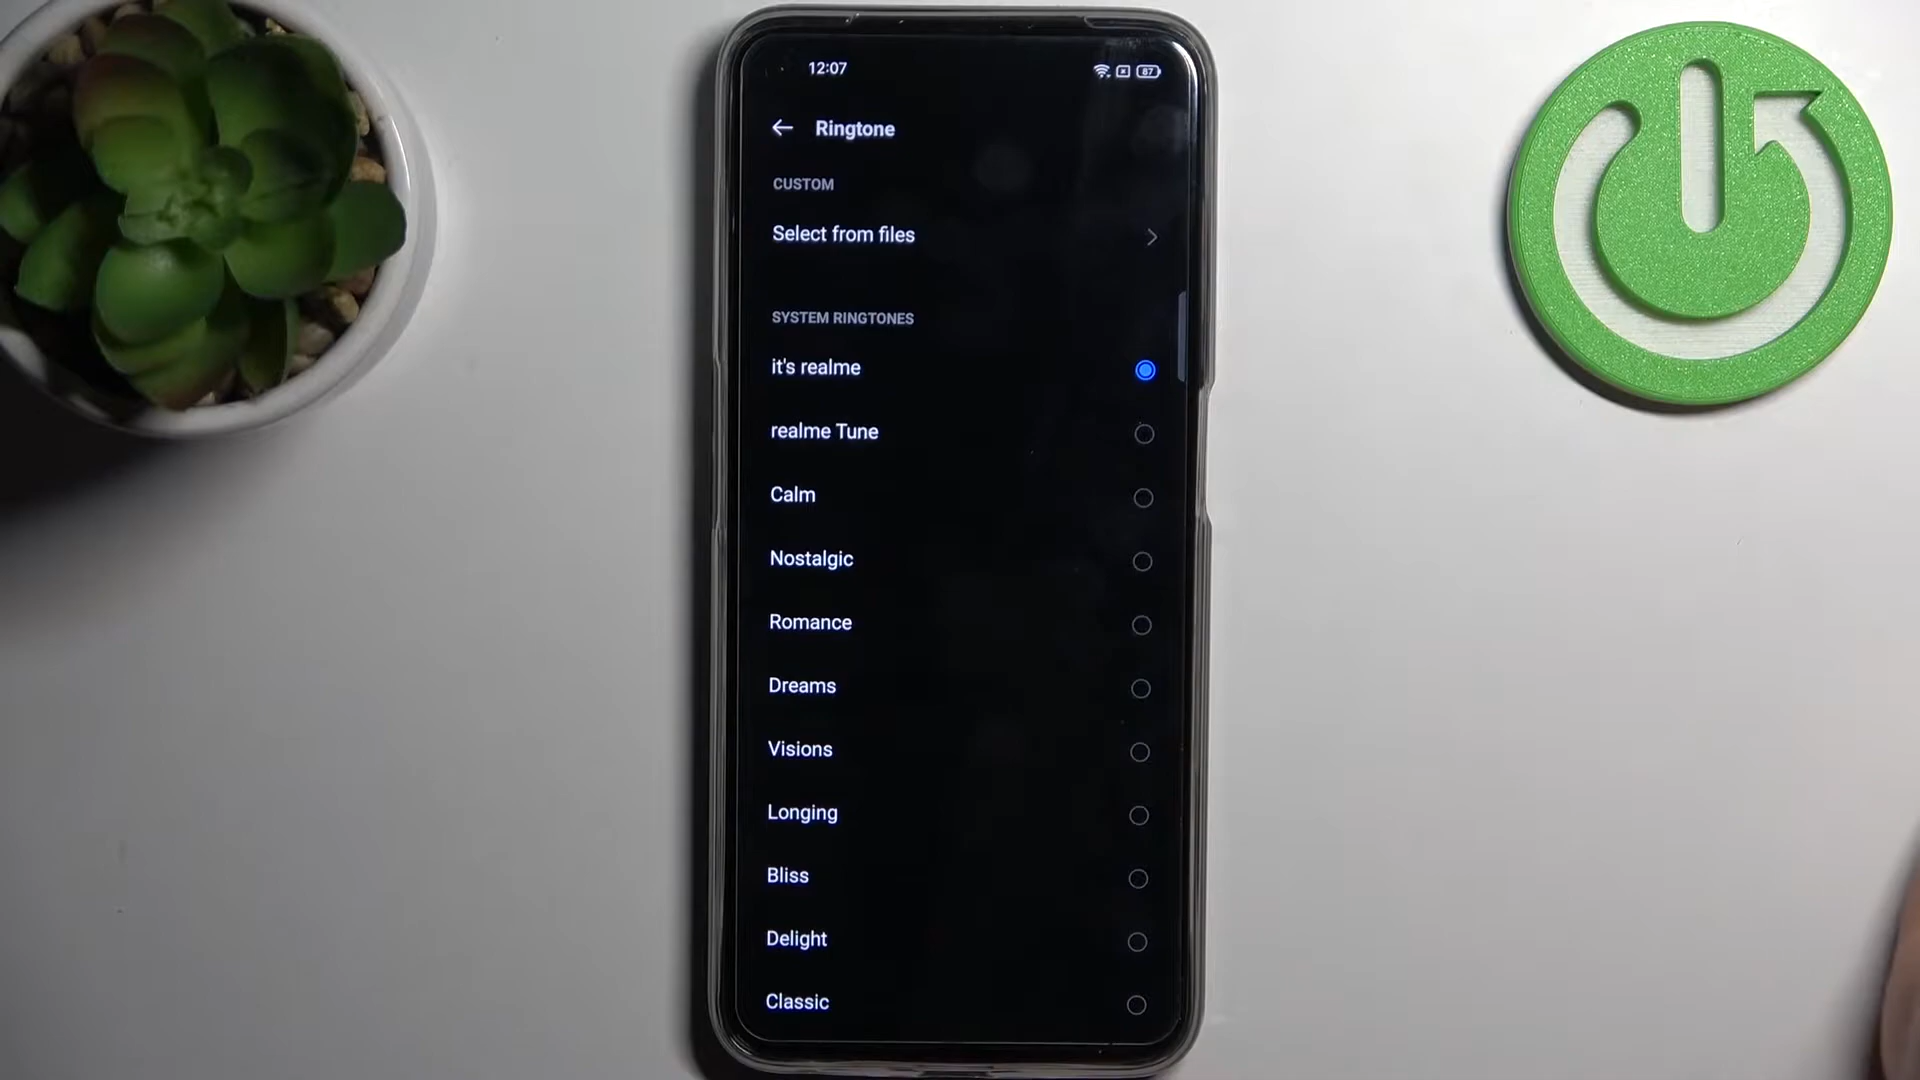 12:07
87
Ringtone
CUSTOM
Select from files
SYSTEM RINGTONES
it's realme
realme Tune
Calm
Nostalgic
Romance
Dreams
Visions
Longing
Bliss
Delight
Classic